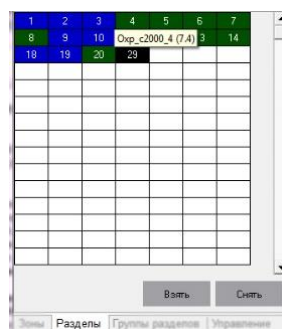 1 2 3 4 5 6 7
8 9 10 Охр_с2000_4 (7.4) 3 14
18 19 20 29
Взять Снять
Зоны Разделы Группы разделов Управление